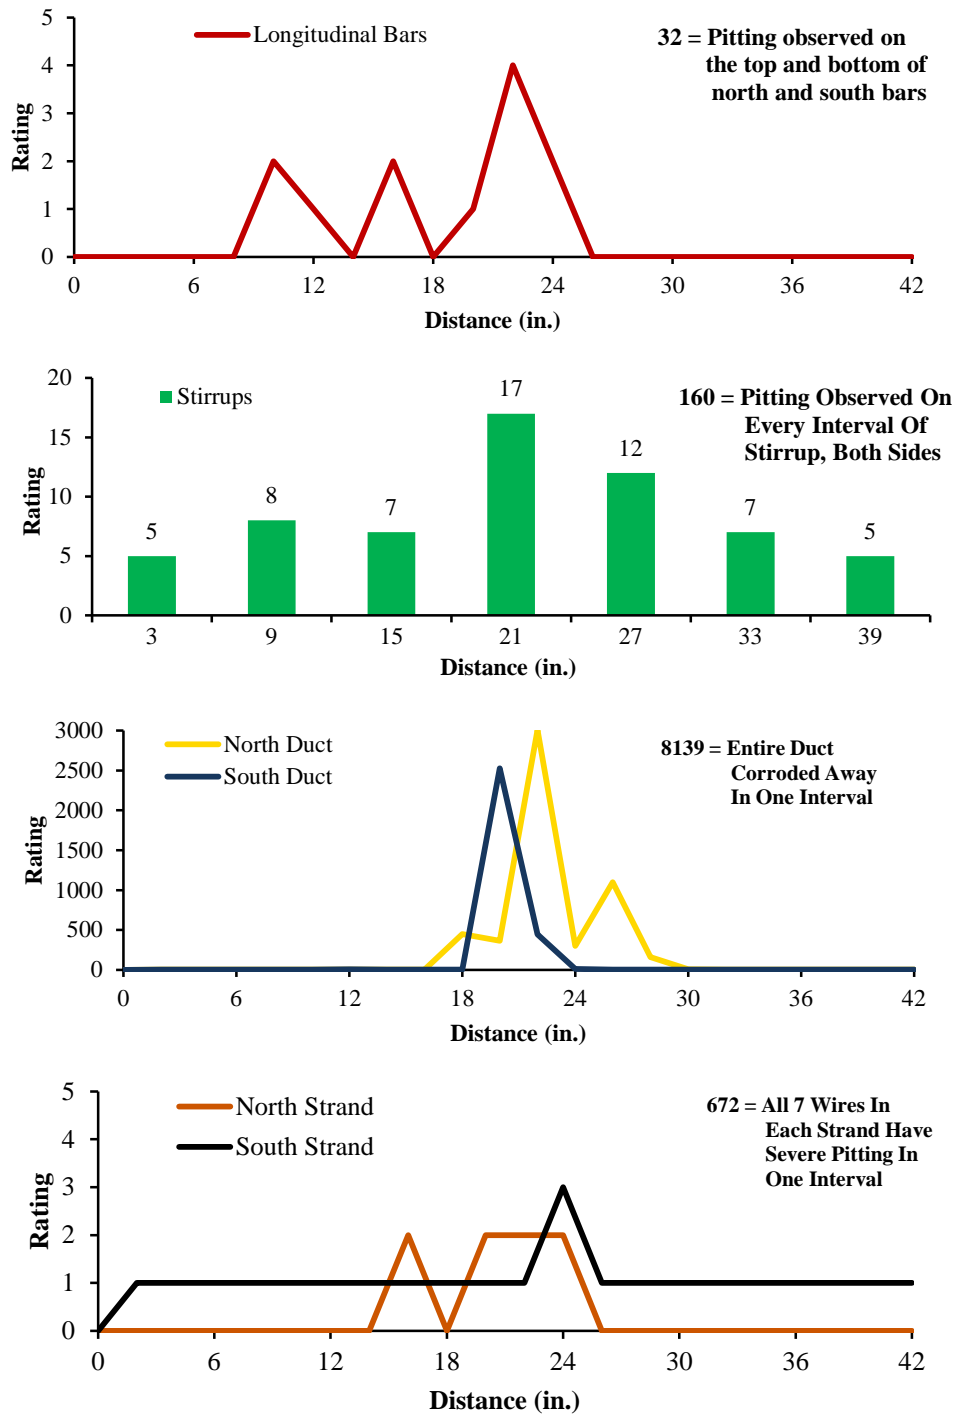 5
Longitudinal Bars
32 = Pitting observed on
the top and bottom of
north and south bars
4
3
2
1
0
Rating
0 6 12 18 24 30 36 42
Distance (in.)
20
Stirrups
17
160 = Pitting Observed On
Every Interval Of
Stirrup, Both Sides
15
12
10
8
7
7
5
5
5
0
Rating
3 9 15 21 27 33 39
Distance (in.)
3000
North Duct
South Duct
8139 = Entire Duct
Corroded Away
In One Interval
2500
2000
1500
1000
500
0
Rating
0 6 12 18 24 30 36 42
Distance (in.)
5
North Strand
South Strand
672 = All 7 Wires In
Each Strand Have
Severe Pitting In
One Interval
4
3
2
1
0
Rating
0 6 12 18 24 30 36 42
Distance (in.)